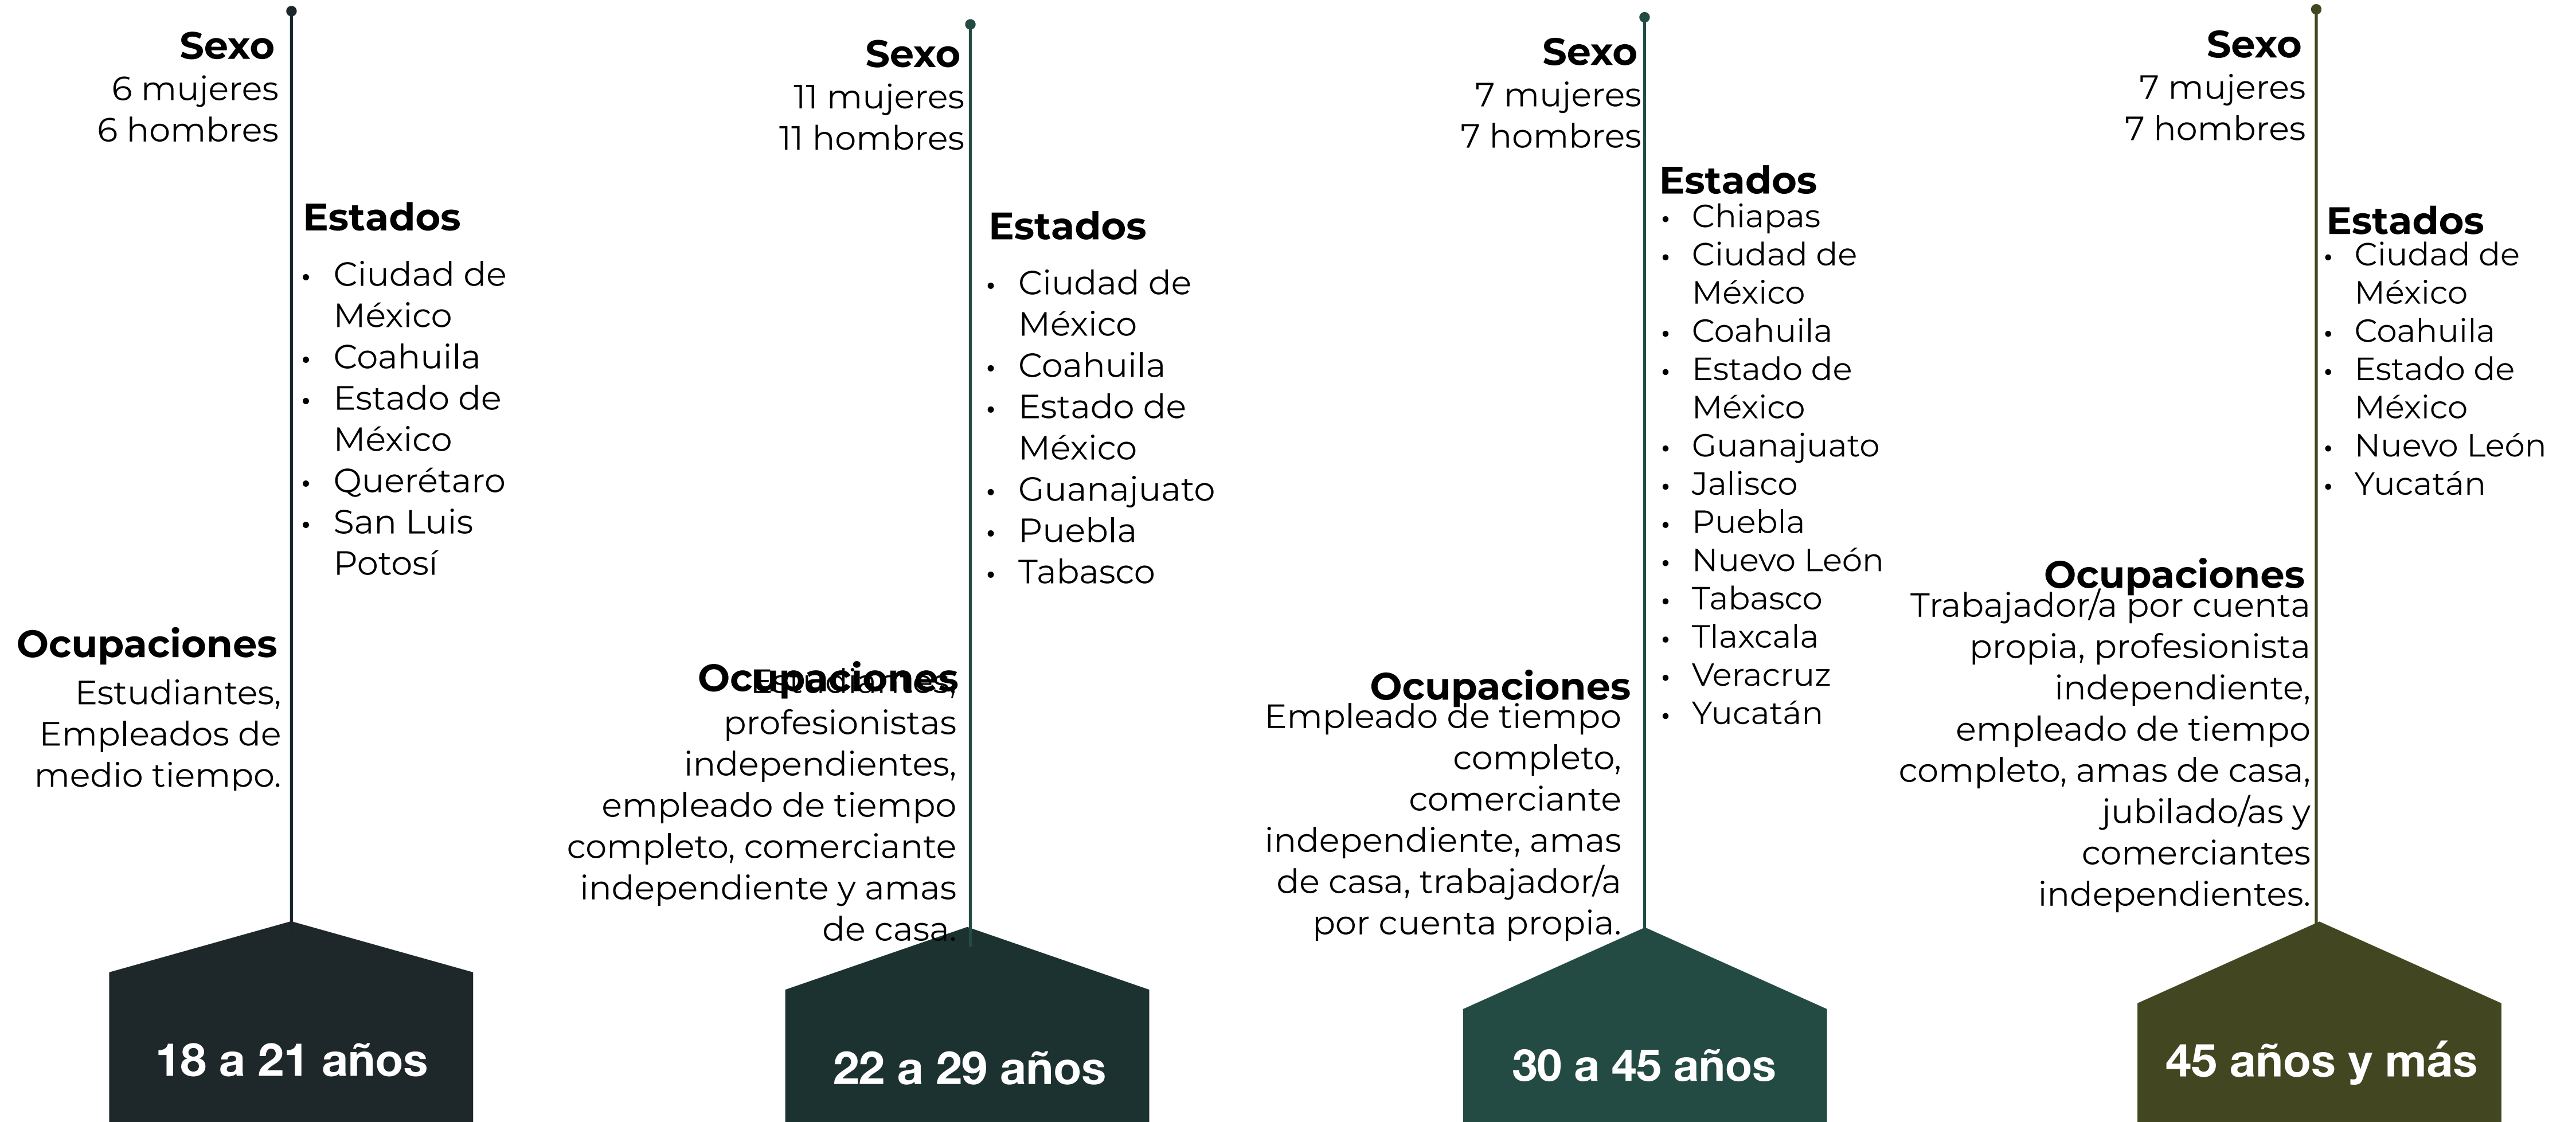 Sexo
6 mujeres
6 hombres
Estados
• Ciudad de
México
• Coahuila
• Estado de
México
• Querétaro
• San Luis
Potosí
Ocupaciones
Estudiantes,
Empleados de
medio tiempo.
18 a 21 años
Sexo
11 mujeres
11 hombres
Estados
• Ciudad de
México
• Coahuila
• Estado de
México
• Guanajuato
• Puebla
• Tabasco
Ocupaciones
Estudiantes,
profesionistas
independientes,
empleado de tiempo
completo, comerciante
independiente y amas
de casa.
22 a 29 años
Sexo
7 mujeres
7 hombres
Estados
• Chiapas
• Ciudad de
México
• Coahuila
• Estado de
México
• Guanajuato
• Jalisco
• Puebla
• Nuevo León
• Tabasco
• Tlaxcala
• Veracruz
• Yucatán
Ocupaciones
Empleado de tiempo
completo,
comerciante
independiente, amas
de casa, trabajador/a
por cuenta propia.
30 a 45 años
Sexo
7 mujeres
7 hombres
Estados
• Ciudad de
México
• Coahuila
• Estado de
México
• Nuevo León
• Yucatán
Ocupaciones
Trabajador/a por cuenta
propia, profesionista
independiente,
empleado de tiempo
completo, amas de casa,
jubilado/as y
comerciantes
independientes.
45 años y más